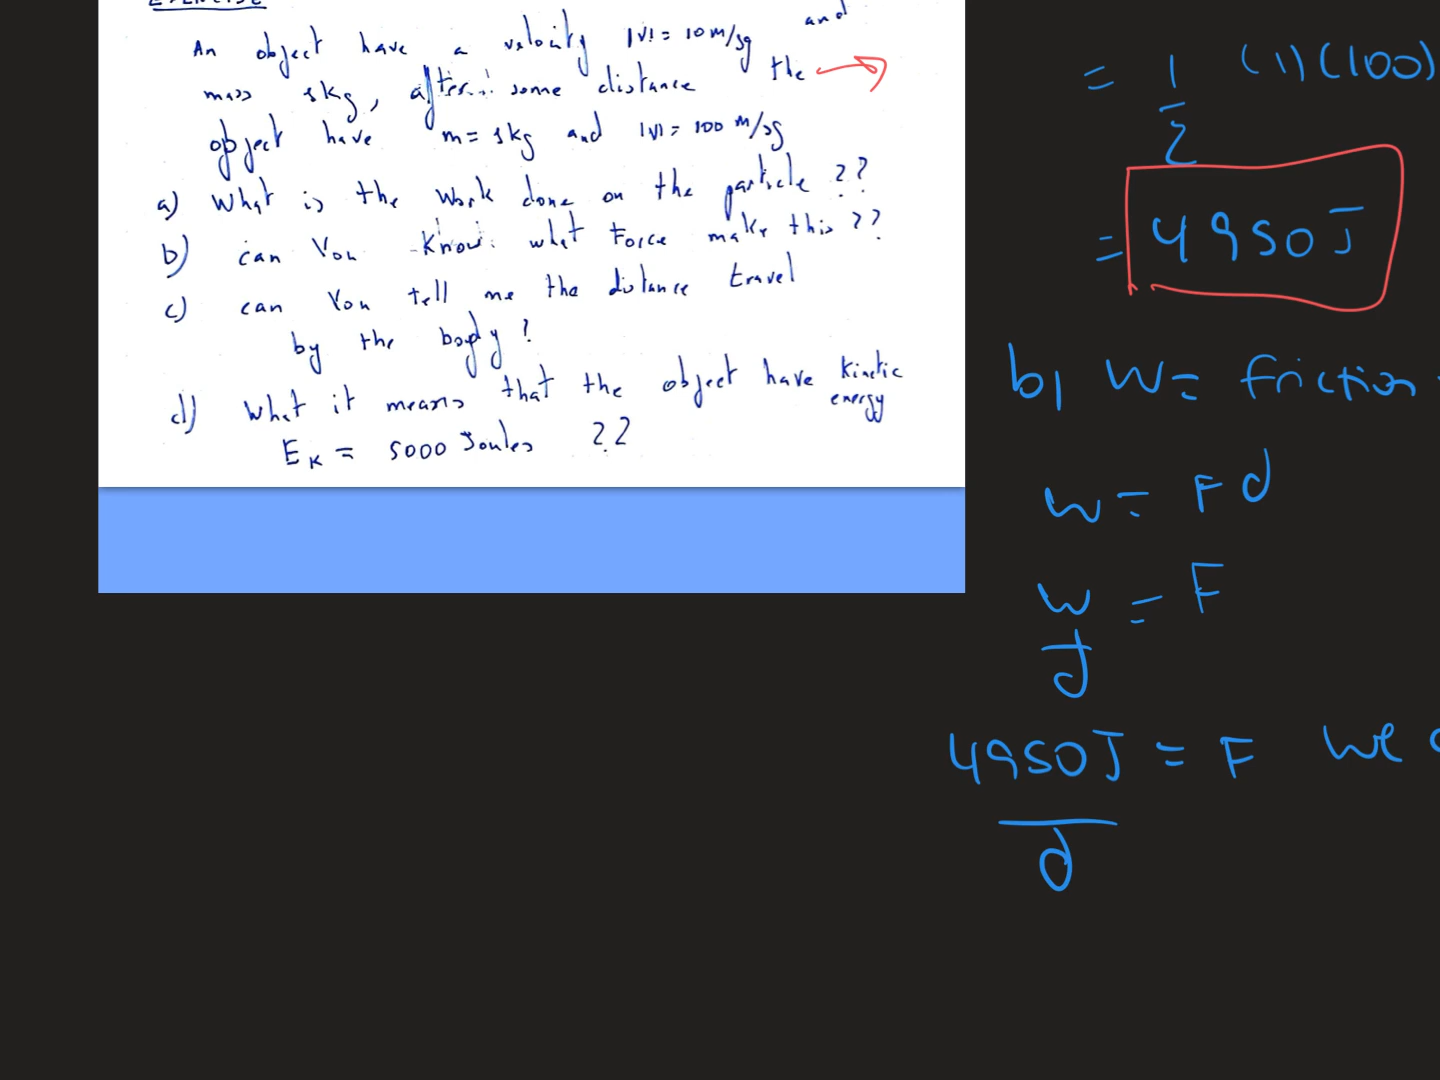 EXERCISE
An object have a velocity |V| = 10 m/sg and
mass 1kg, after some distance the
object have m = 1kg and |V| = 100 m/sg
a) What is the Work done on the particle ??
b) can You Know what Force make this ??
c) can You tell me the distance travel
by the body ?
d) What it means that the object have kinetic energy
EK = 5000 Joules ??
= 1/2 (1)(100)
= 4950J
b) W = friction
W = Fd
W/d = F
4950J/d = F we